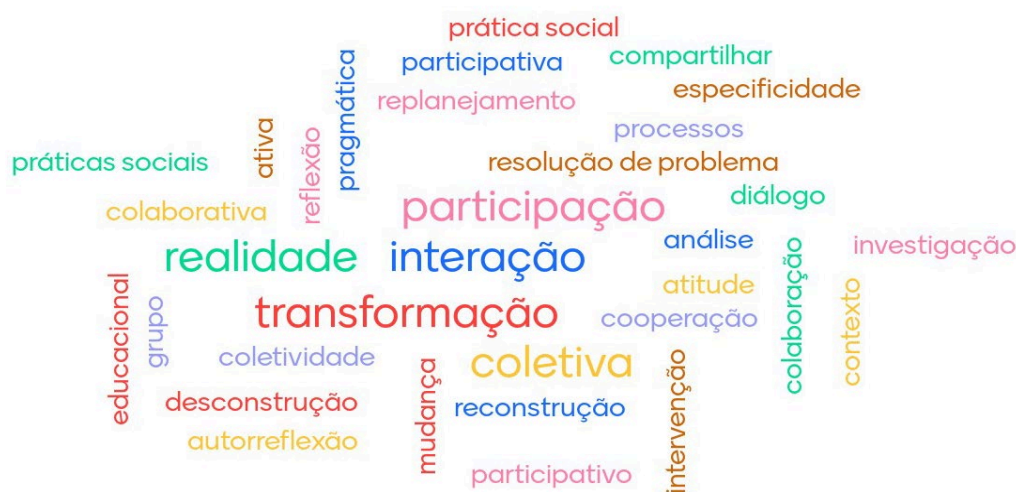 prática social
participativa
compartilhar
replanejamento
especificidade
pragmática
ativa
reflexão
processos
práticas sociais
resolução de problema
colaborativa
participação
diálogo
realidade
interação
análise
investigação
colaboração
atitude
contexto
educacional
grupo
transformação
cooperação
coletividade
coletiva
mudança
intervenção
desconstrução
reconstrução
autorreflexão
participativo